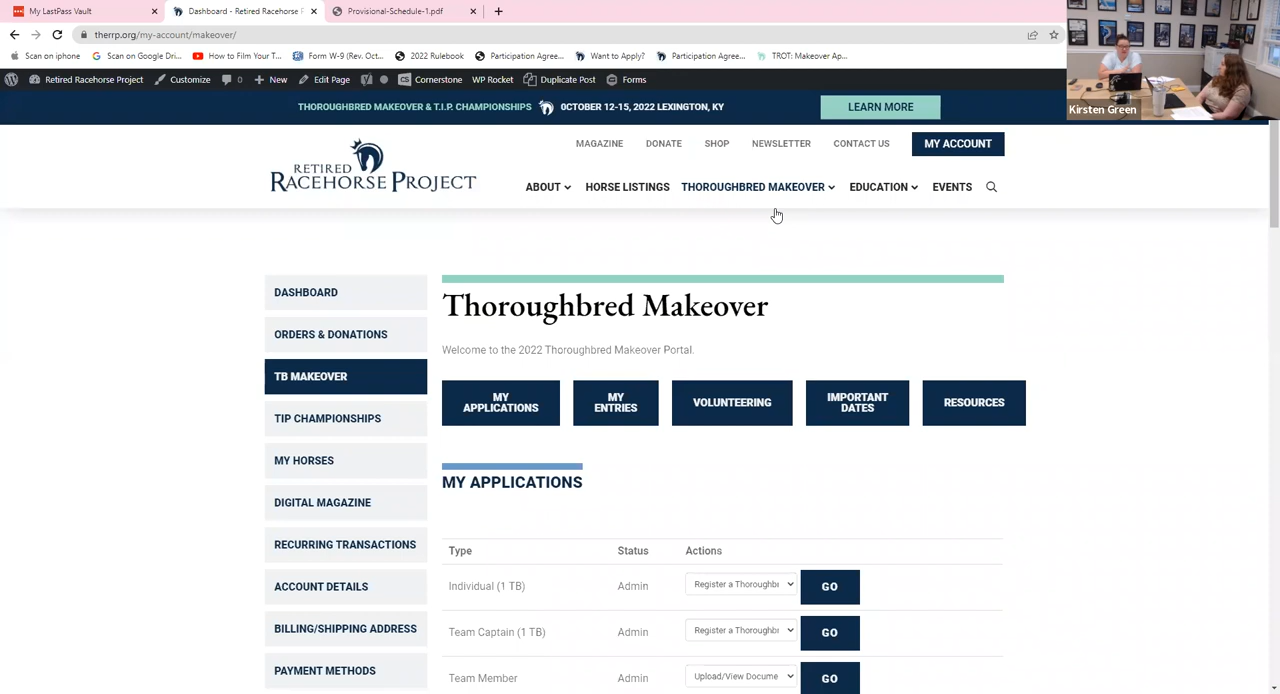 My LastPass Vault
Dashboard - Retired Racehorse P
Provisional-Schedule-1.pdf
therrp.org/my-account/makeover/
Scan on iphone
Scan on Google Dri...
How to Film Your T...
Form W-9 (Rev. Oct...
2022 Rulebook
Participation Agree...
Want to Apply?
Participation Agree...
TROT: Makeover Ap...
Retired Racehorse Project
Customize
0
New
Edit Page
Cornerstone
WP Rocket
Duplicate Post
Forms
THOROUGHBRED MAKEOVER & T.I.P. CHAMPIONSHIPS
OCTOBER 12-15, 2022 LEXINGTON, KY
LEARN MORE
Kirsten Green
MAGAZINE
DONATE
SHOP
NEWSLETTER
CONTACT US
MY ACCOUNT
RETIRED
RACEHORSE PROJECT
ABOUT
HORSE LISTINGS
THOROUGHBRED MAKEOVER
EDUCATION
EVENTS
DASHBOARD
ORDERS & DONATIONS
TB MAKEOVER
TIP CHAMPIONSHIPS
MY HORSES
DIGITAL MAGAZINE
RECURRING TRANSACTIONS
ACCOUNT DETAILS
BILLING/SHIPPING ADDRESS
PAYMENT METHODS
Thoroughbred Makeover
Welcome to the 2022 Thoroughbred Makeover Portal.
MY
APPLICATIONS
MY
ENTRIES
VOLUNTEERING
IMPORTANT
DATES
RESOURCES
MY APPLICATIONS
Type
Status
Actions
Individual (1 TB)
Admin
Register a Thoroughb
GO
Team Captain (1 TB)
Admin
Register a Thoroughb
GO
Team Member
Admin
Upload/View Docume
GO